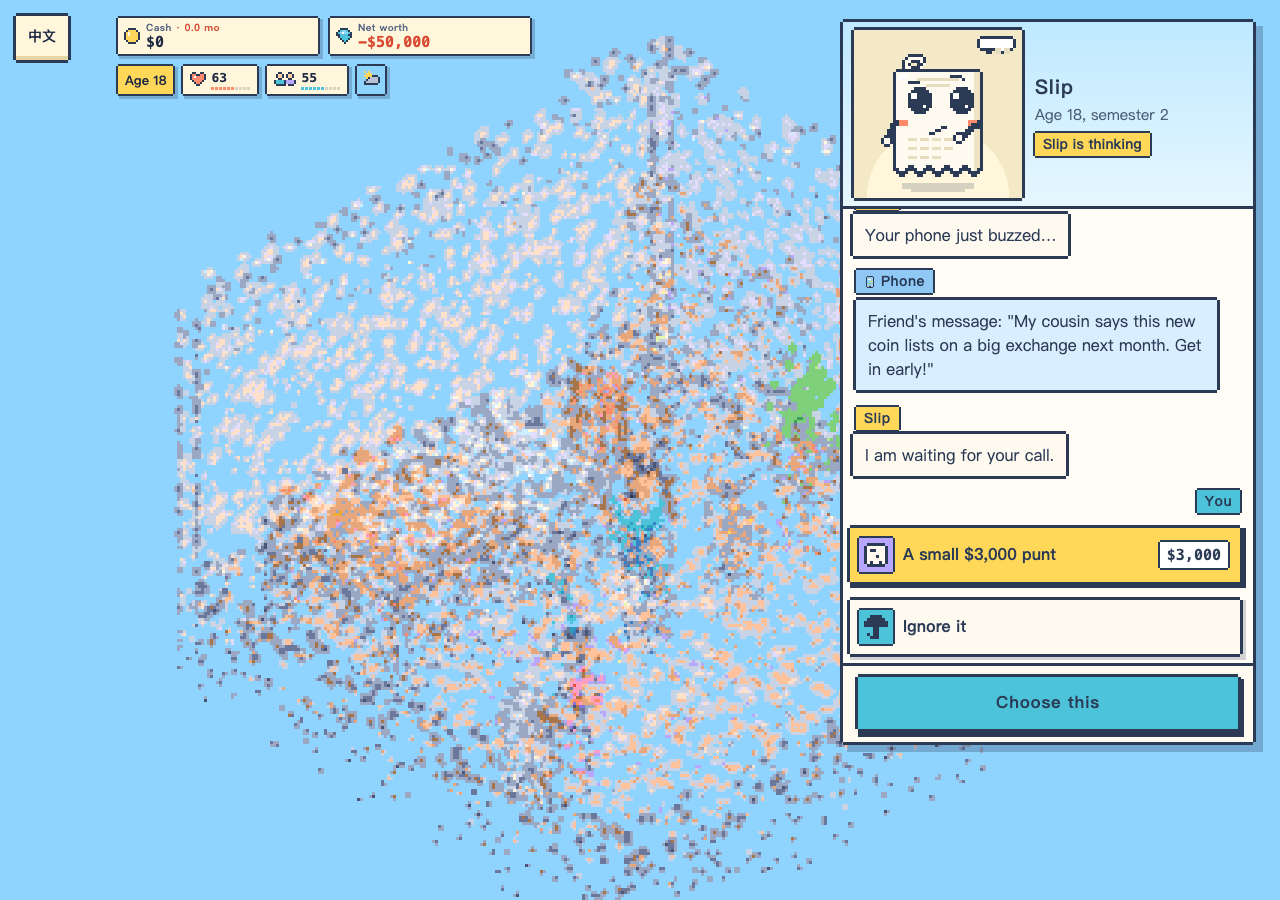 中文
Cash · 0.0 mo
$0
Net worth
−$50,000
Age 18
63
55
Slip
Age 18, semester 2
Slip is thinking
Your phone just buzzed...
Phone
Friend's message: "My cousin says this new
coin lists on a big exchange next month. Get
in early!"
Slip
I am waiting for your call.
You
A small $3,000 punt
$3,000
Ignore it
Choose this